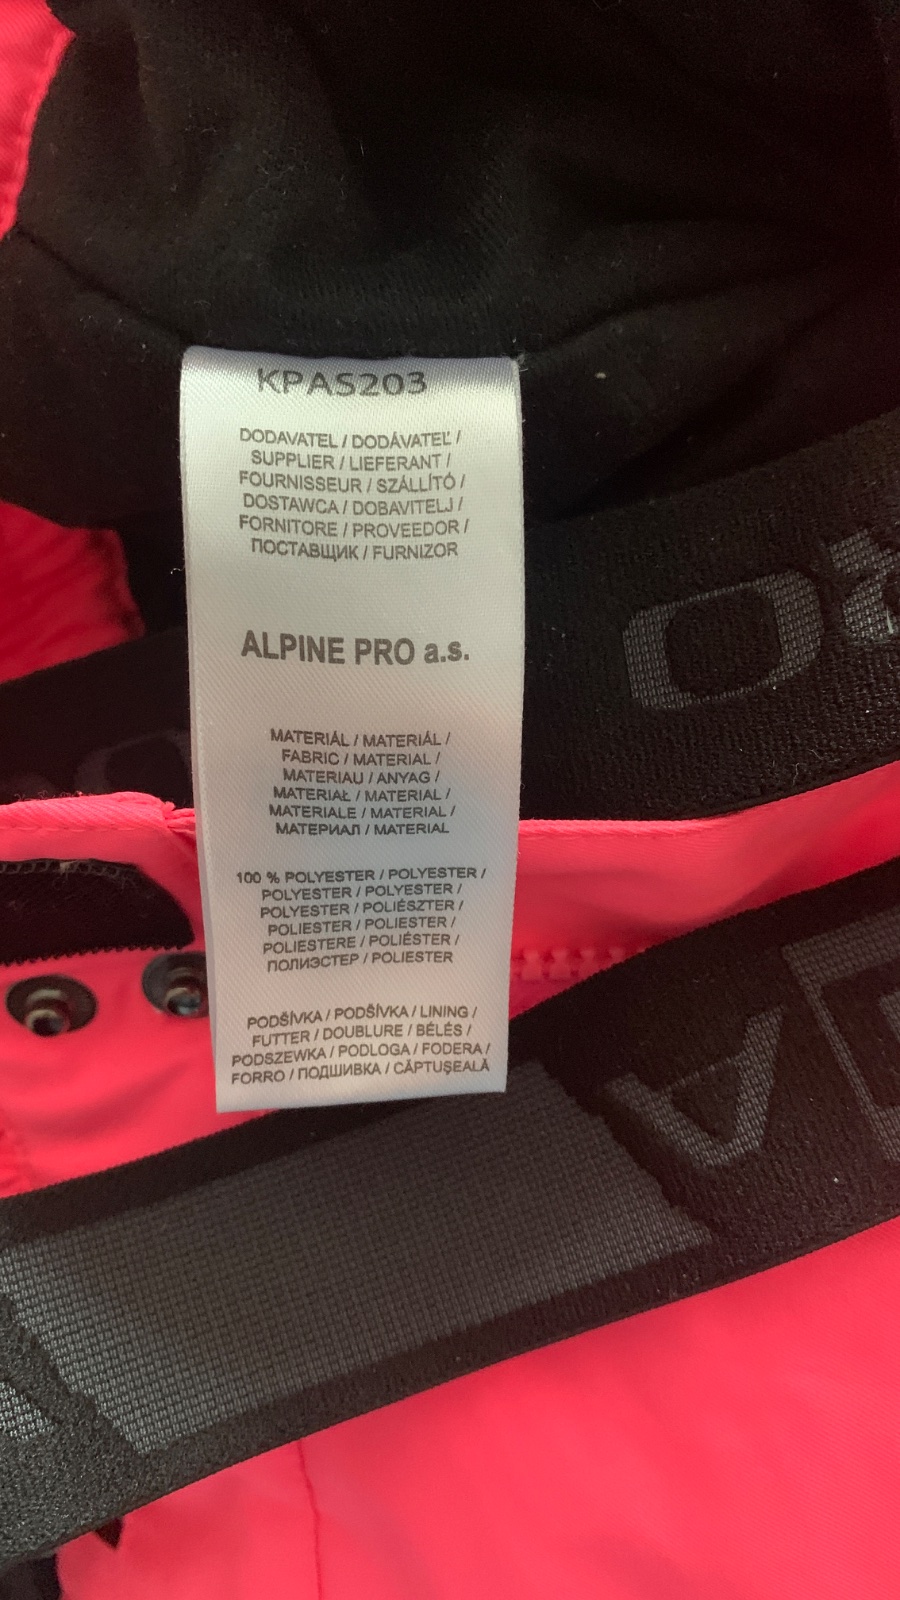 KPAS203
DODAVATEL / DODÁVATEĽ /
SUPPLIER / LIEFERANT /
FOURNISSEUR / SZÁLLÍTÓ /
DOSTAWCA / DOBAVITELJ /
FORNITORE / PROVEEDOR /
ПОСТАВЩИК / FURNIZOR
ALPINE PRO a.s.
MATERIÁL / MATERIÁL /
FABRIC / MATERIAL /
MATERIAU / ANYAG /
MATERIAŁ / MATERIAL /
MATERIALE / MATERIAL /
МАТЕРИАЛ / MATERIAL
100 % POLYESTER / POLYESTER /
POLYESTER / POLYESTER /
POLYESTER / POLIÉSZTER /
POLIESTER / POLIESTER /
POLIESTERE / POLIÉSTER /
ПОЛИЭСТЕР / POLIESTER
PODŠÍVKA / PODŠÍVKA / LINING /
FUTTER / DOUBLURE / BÉLÉS /
PODSZEWKA / PODLOGA / FODERA /
FORRO / ПОДШИВКА / CĂPTUŞEALĂ